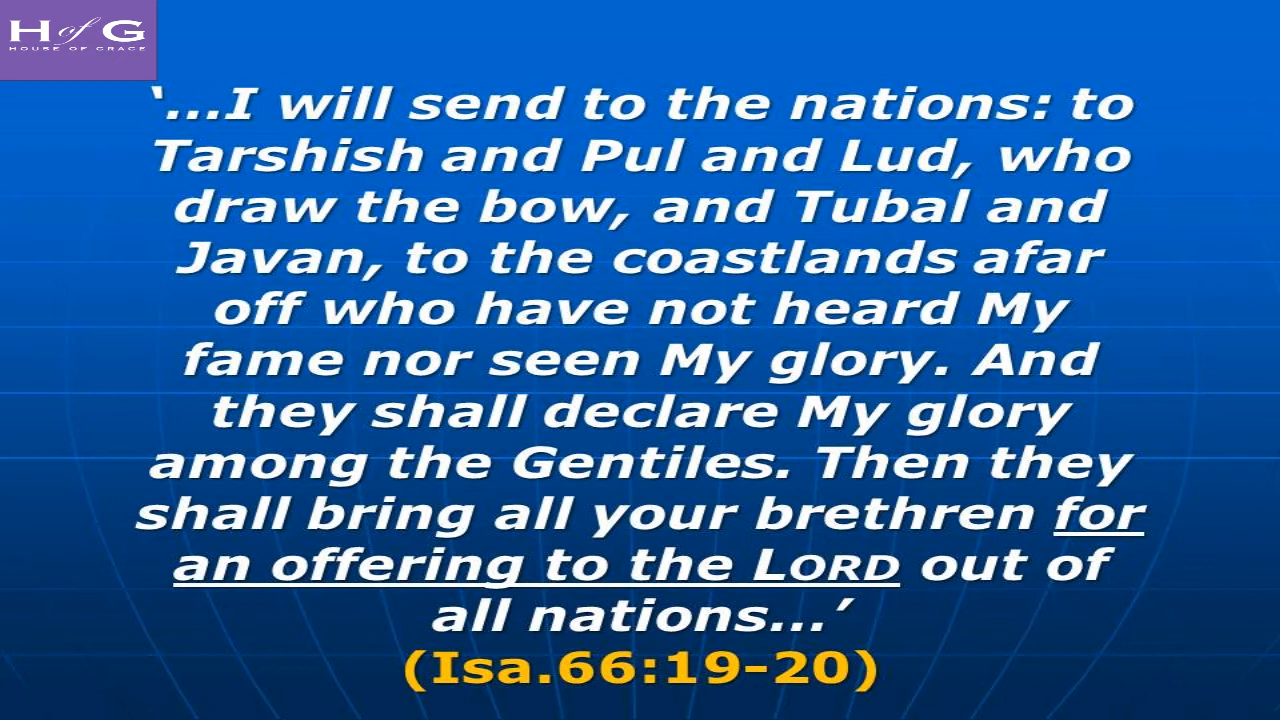 H of G
HOUSE OF GRACE
‘...I will send to the nations: to
Tarshish and Pul and Lud, who
draw the bow, and Tubal and
Javan, to the coastlands afar
off who have not heard My
fame nor seen My glory. And
they shall declare My glory
among the Gentiles. Then they
shall bring all your brethren for
an offering to the LORD out of
all nations...’
(Isa.66:19-20)